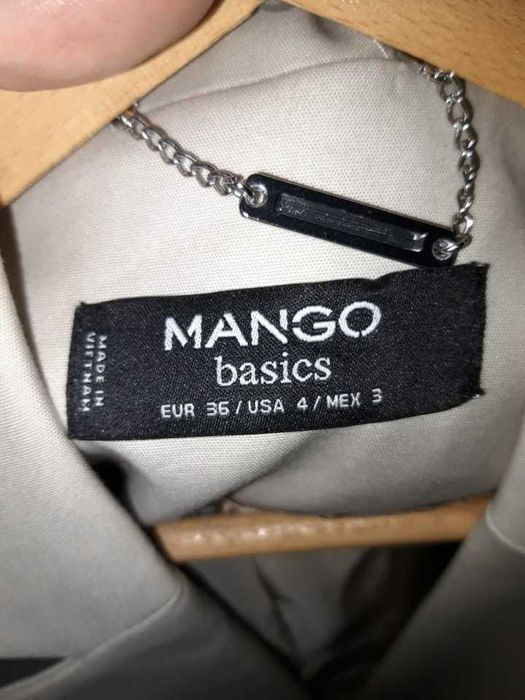 MANGO
basics
EUR 36 / USA 4 / MEX 3
MADE IN
VIETNAM